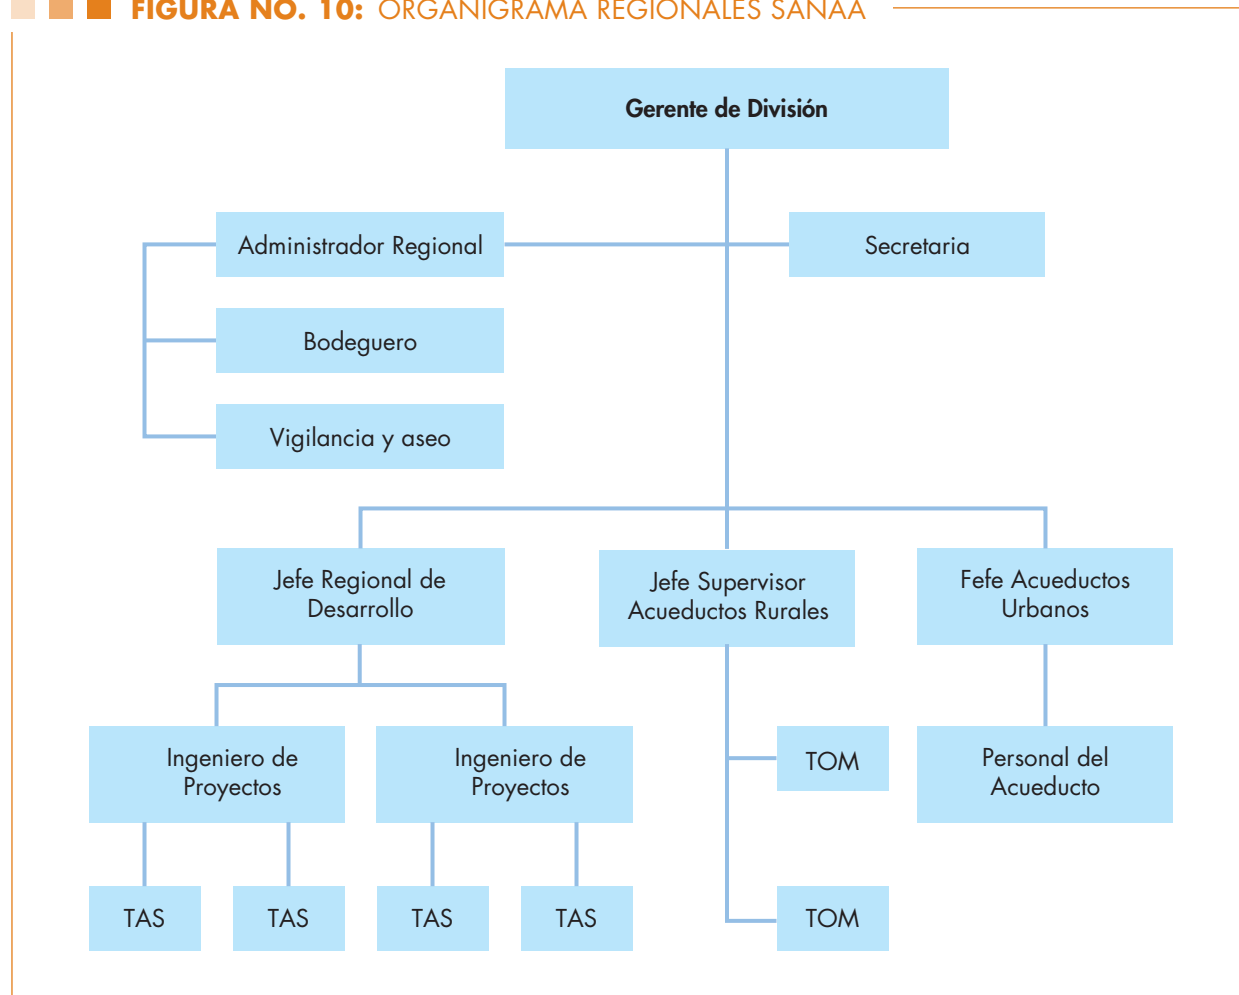 FIGURA NO. 10: ORGANIGRAMA REGIONALES SANAA
Gerente de División
Administrador Regional
Secretaria
Bodeguero
Vigilancia y aseo
Jefe Regional de
Desarrollo
Jefe Supervisor
Acueductos Rurales
Fefe Acueductos
Urbanos
Ingeniero de
Proyectos
Ingeniero de
Proyectos
TOM
Personal del
Acueducto
TAS
TAS
TAS
TAS
TOM